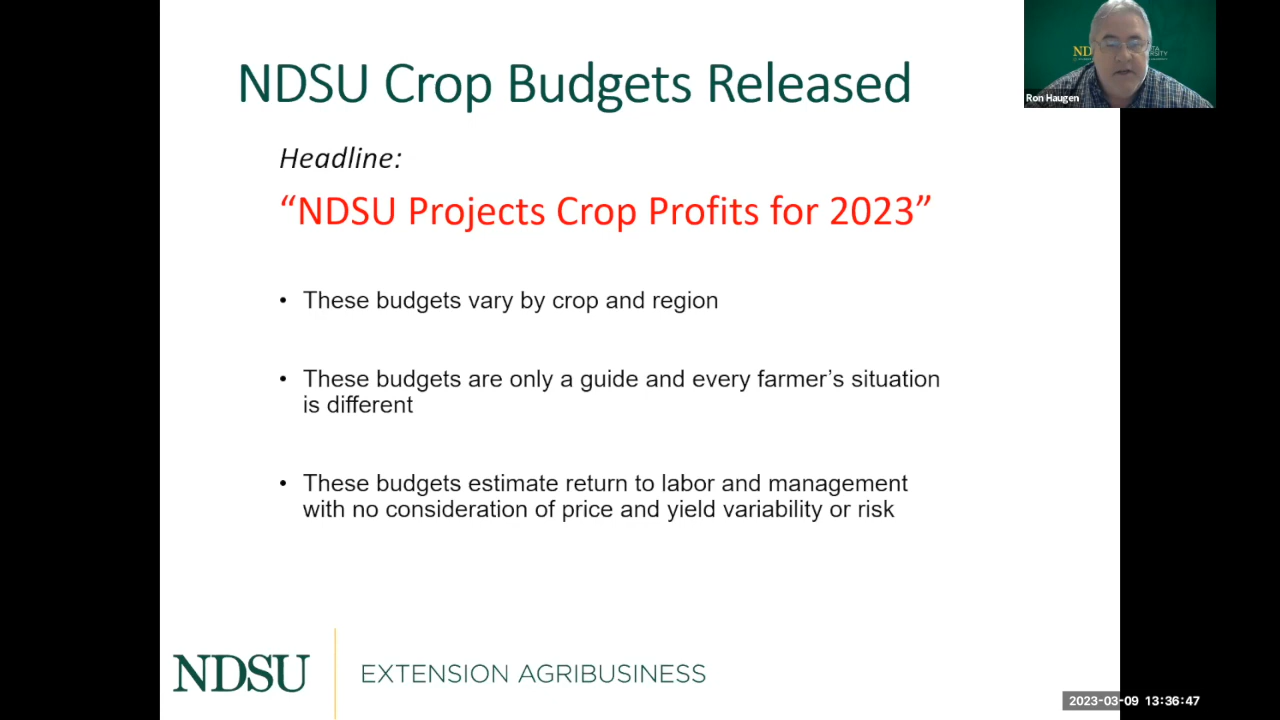 NDSU Crop Budgets Released
Ron Haugen
Headline:
“NDSU Projects Crop Profits for 2023”
• These budgets vary by crop and region
• These budgets are only a guide and every farmer’s situation
is different
• These budgets estimate return to labor and management
with no consideration of price and yield variability or risk
NDSU
EXTENSION AGRIBUSINESS
2023-03-09 13:36:47